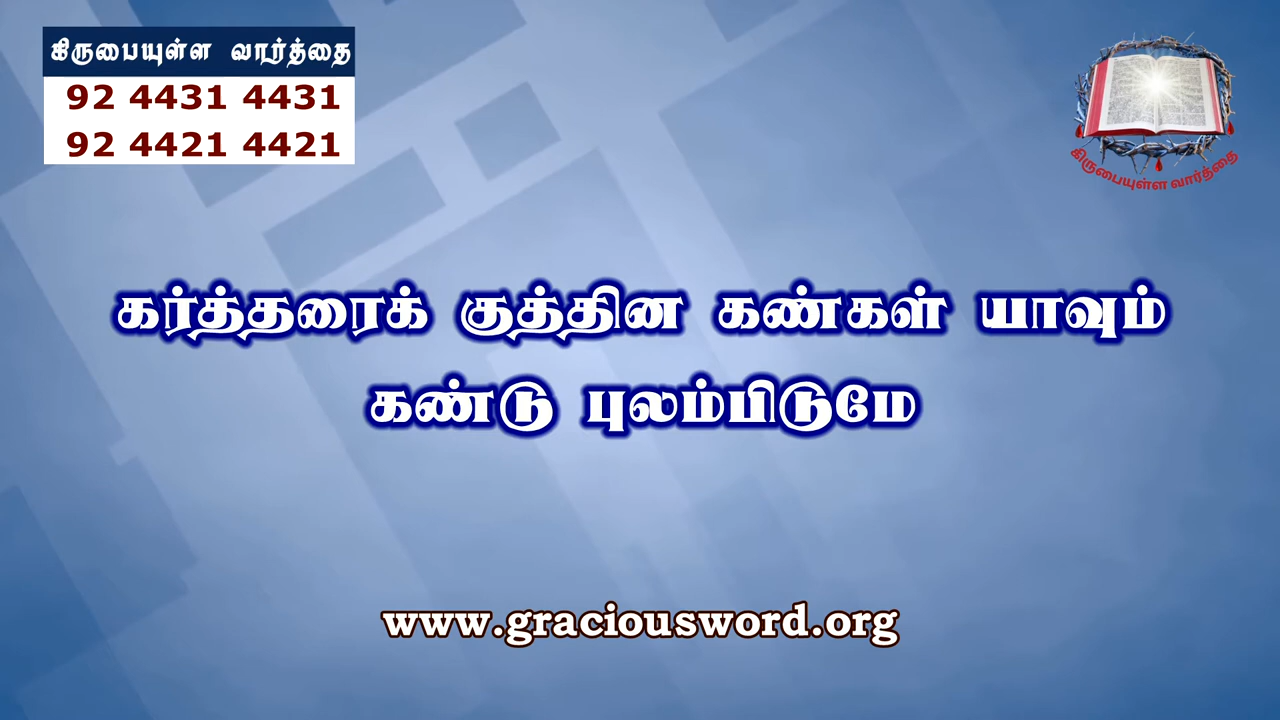 கிருபையுள்ள வார்த்தை
92 4431 4431
92 4421 4421
கிருபையுள்ள வார்த்தை
கர்த்தரைக் குத்தின கண்கள் யாவும்
கண்டு புலம்பிடுமே
www.graciousword.org